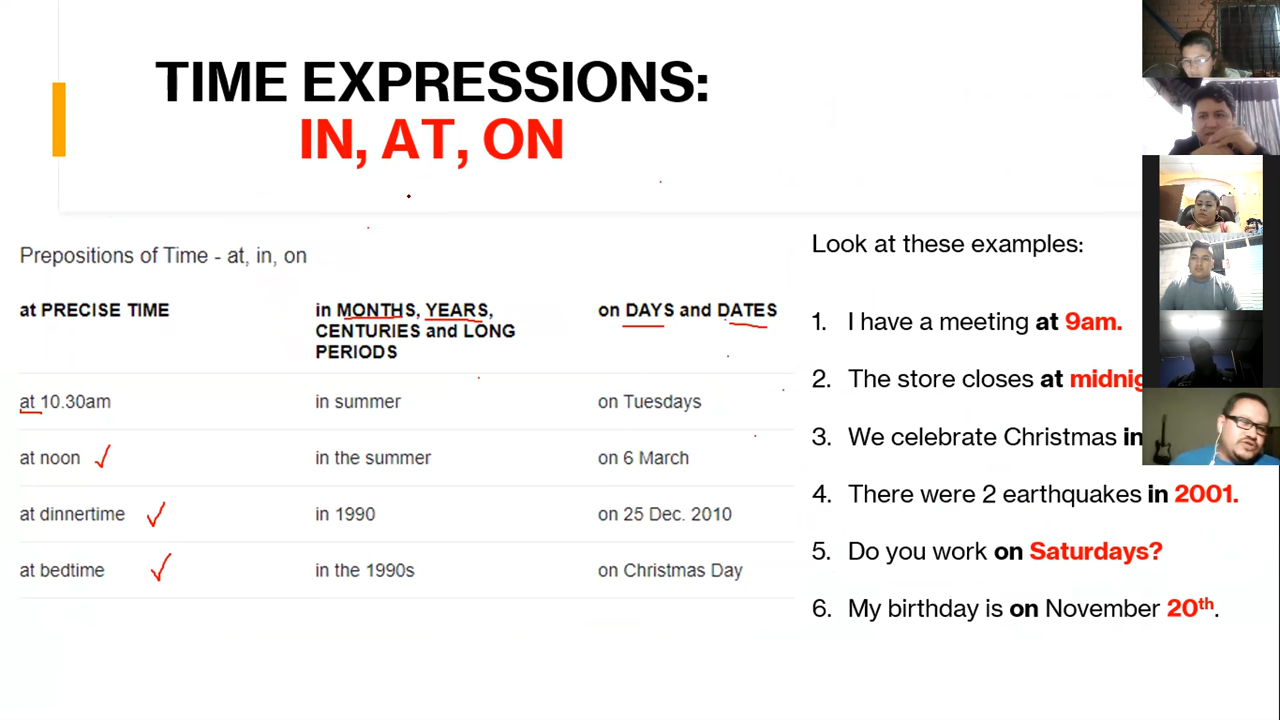 TIME EXPRESSIONS:
IN, AT, ON
Prepositions of Time - at, in, on
at PRECISE TIME
in MONTHS, YEARS,
CENTURIES and LONG
PERIODS
on DAYS and DATES
at 10.30am
in summer
on Tuesdays
at noon
in the summer
on 6 March
at dinnertime
in 1990
on 25 Dec. 2010
at bedtime
in the 1990s
on Christmas Day
Look at these examples:
1. I have a meeting at 9am.
2. The store closes at
3. We celebrate Christmas in
4. There were 2 earthquakes in 2001.
5. Do you work on Saturdays?
6. My birthday is on November 20th.